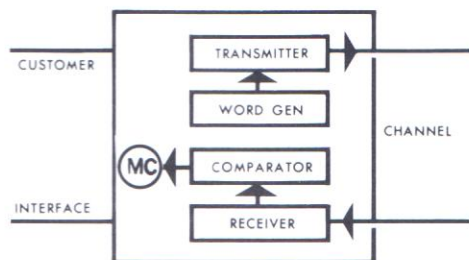 TRANSMITTER
CUSTOMER
WORD GEN
CHANNEL
MC
COMPARATOR
INTERFACE
RECEIVER